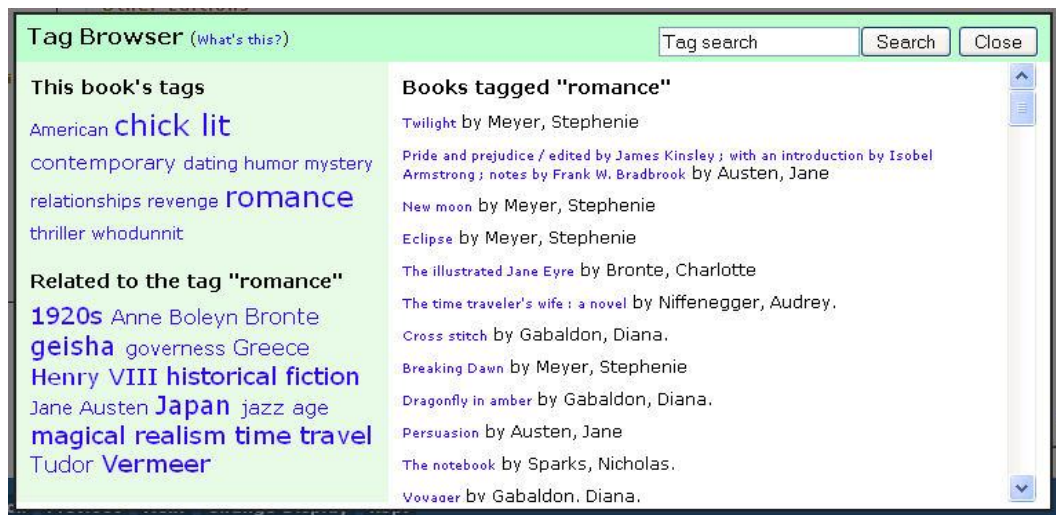 Other Editions
Tag Browser (What's this?)
Tag search
Search
Close
This book's tags
American chick lit
contemporary dating humor mystery
relationships revenge romance
thriller whodunnit
Related to the tag "romance"
1920s Anne Boleyn Bronte
geisha governess Greece
Henry VIII historical fiction
Jane Austen Japan jazz age
magical realism time travel
Tudor Vermeer
Books tagged "romance"
Twilight by Meyer, Stephenie
Pride and prejudice / edited by James Kinsley ; with an introduction by Isobel
Armstrong ; notes by Frank W. Bradbrook by Austen, Jane
New moon by Meyer, Stephenie
Eclipse by Meyer, Stephenie
The illustrated Jane Eyre by Bronte, Charlotte
The time traveler's wife : a novel by Niffenegger, Audrey.
Cross stitch by Gabaldon, Diana.
Breaking Dawn by Meyer, Stephenie
Dragonfly in amber by Gabaldon, Diana.
Persuasion by Austen, Jane
The notebook by Sparks, Nicholas.
Voyager by Gabaldon, Diana.